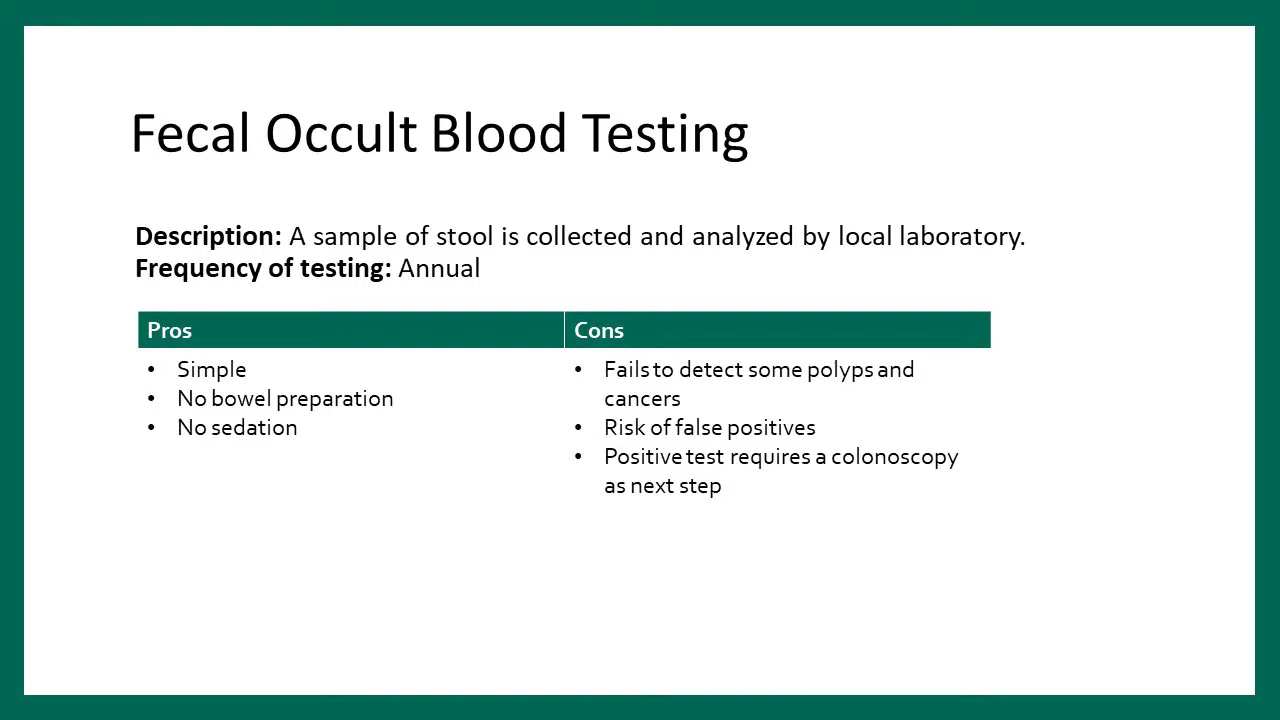 Fecal Occult Blood Testing
Description: A sample of stool is collected and analyzed by local laboratory.
Frequency of testing: Annual
Pros
Cons
• Simple
• No bowel preparation
• No sedation
• Fails to detect some polyps and
cancers
• Risk of false positives
• Positive test requires a colonoscopy
as next step